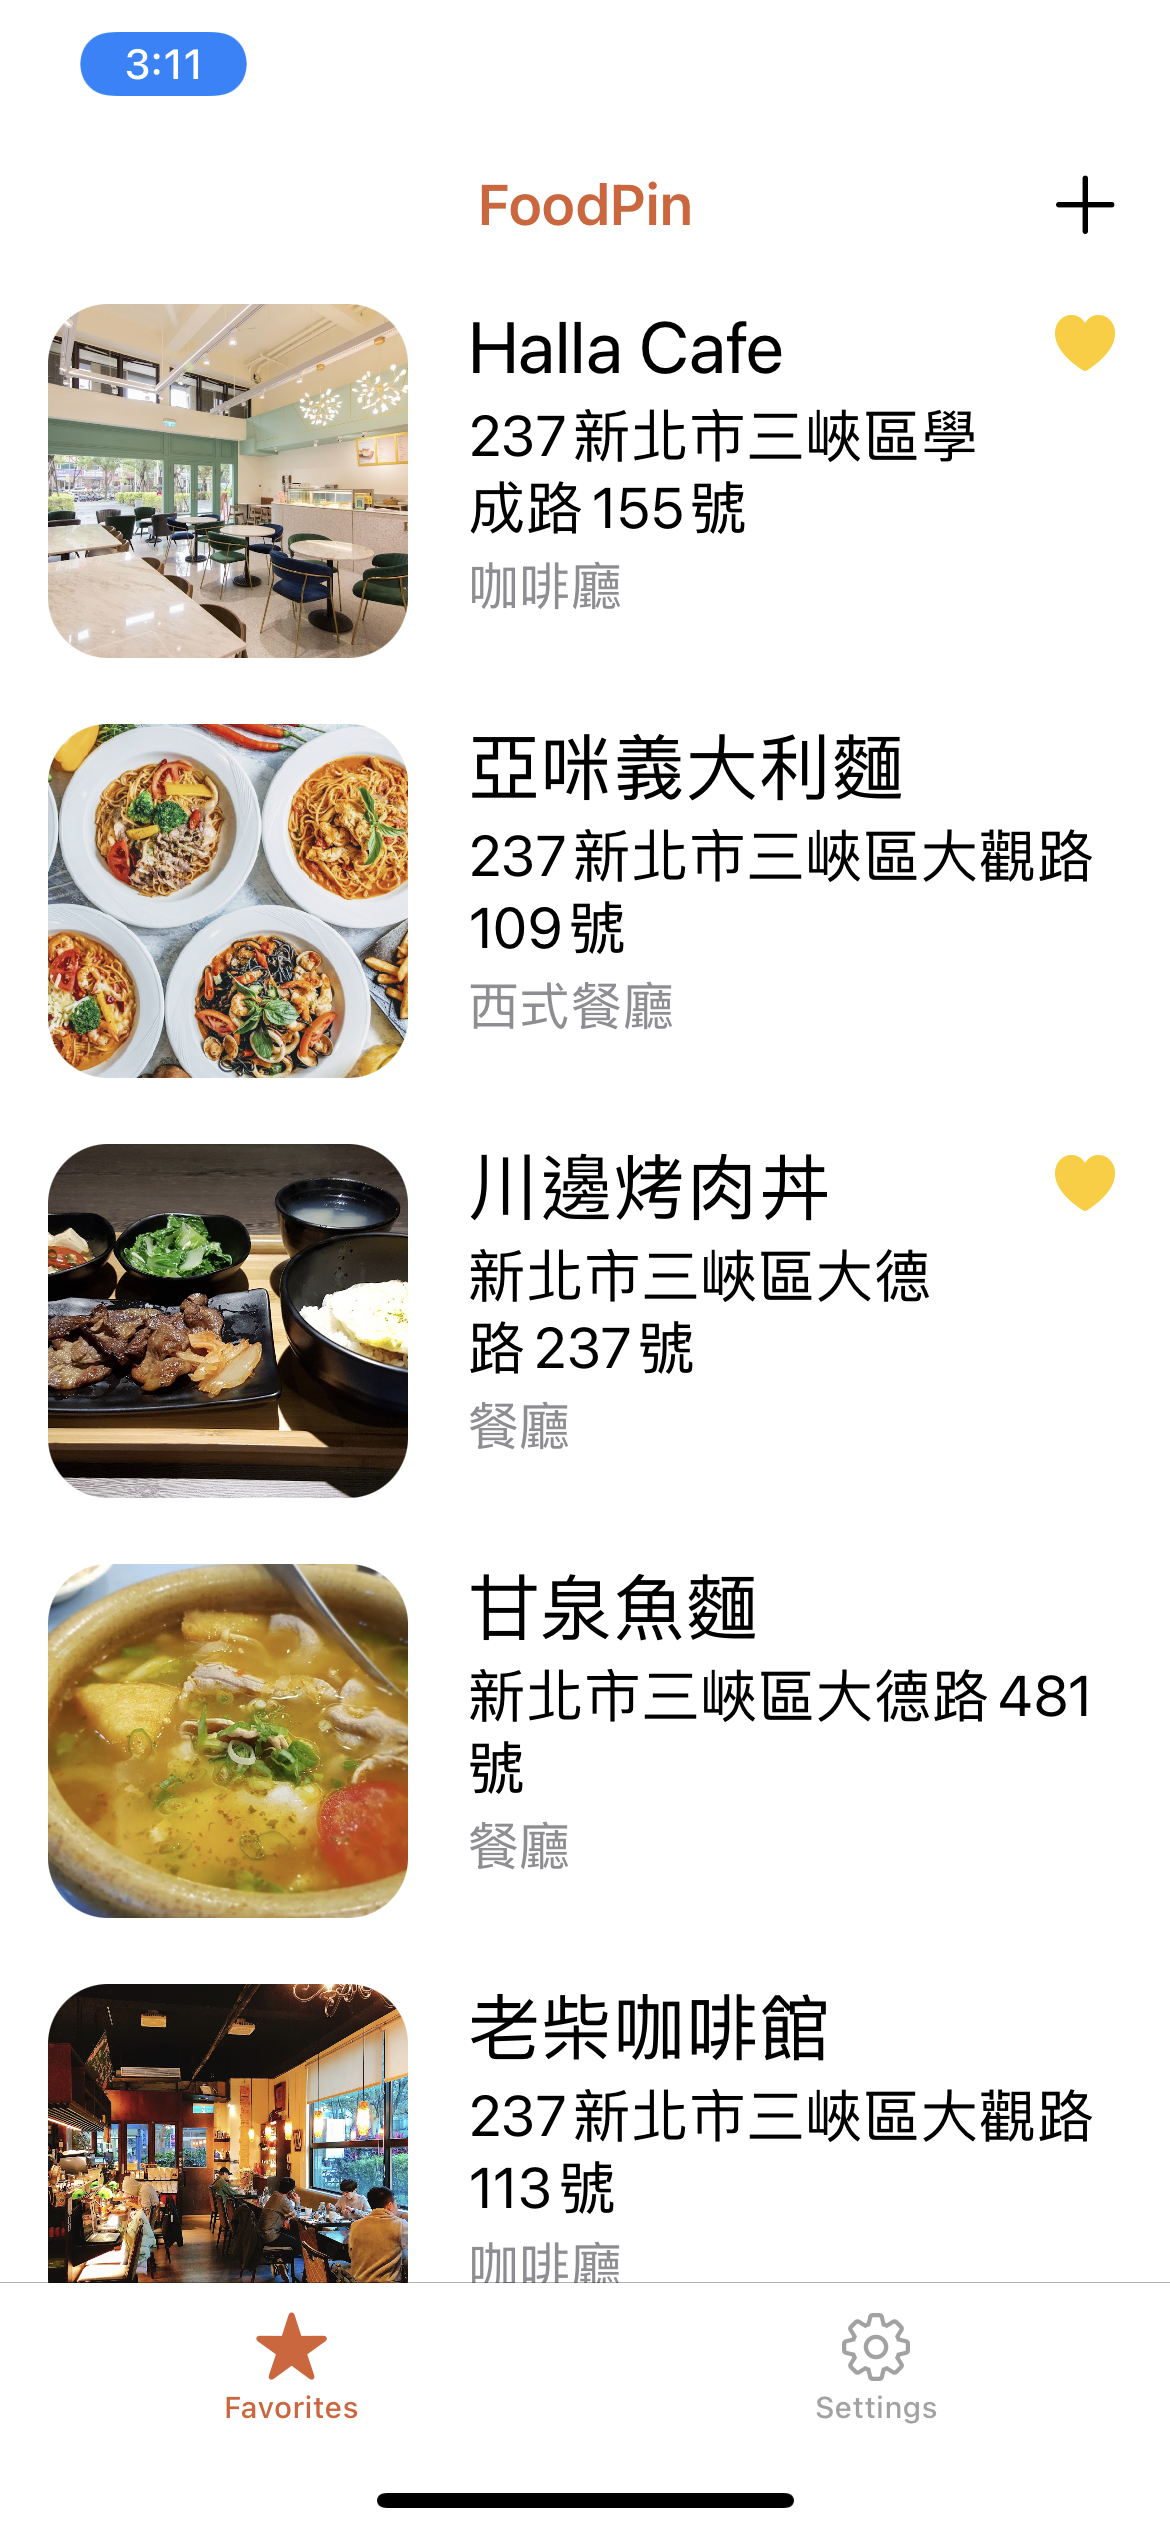 3:11
FoodPin
Halla Cafe
237新北市三峽區學
成路155號
咖啡廳
亞咪義大利麵
237新北市三峽區大觀路
109號
西式餐廳
川邊烤肉丼
新北市三峽區大德
路237號
餐廳
甘泉魚麵
新北市三峽區大德路481
號
餐廳
老柴咖啡館
237新北市三峽區大觀路
113號
咖啡廳
Favorites
Settings